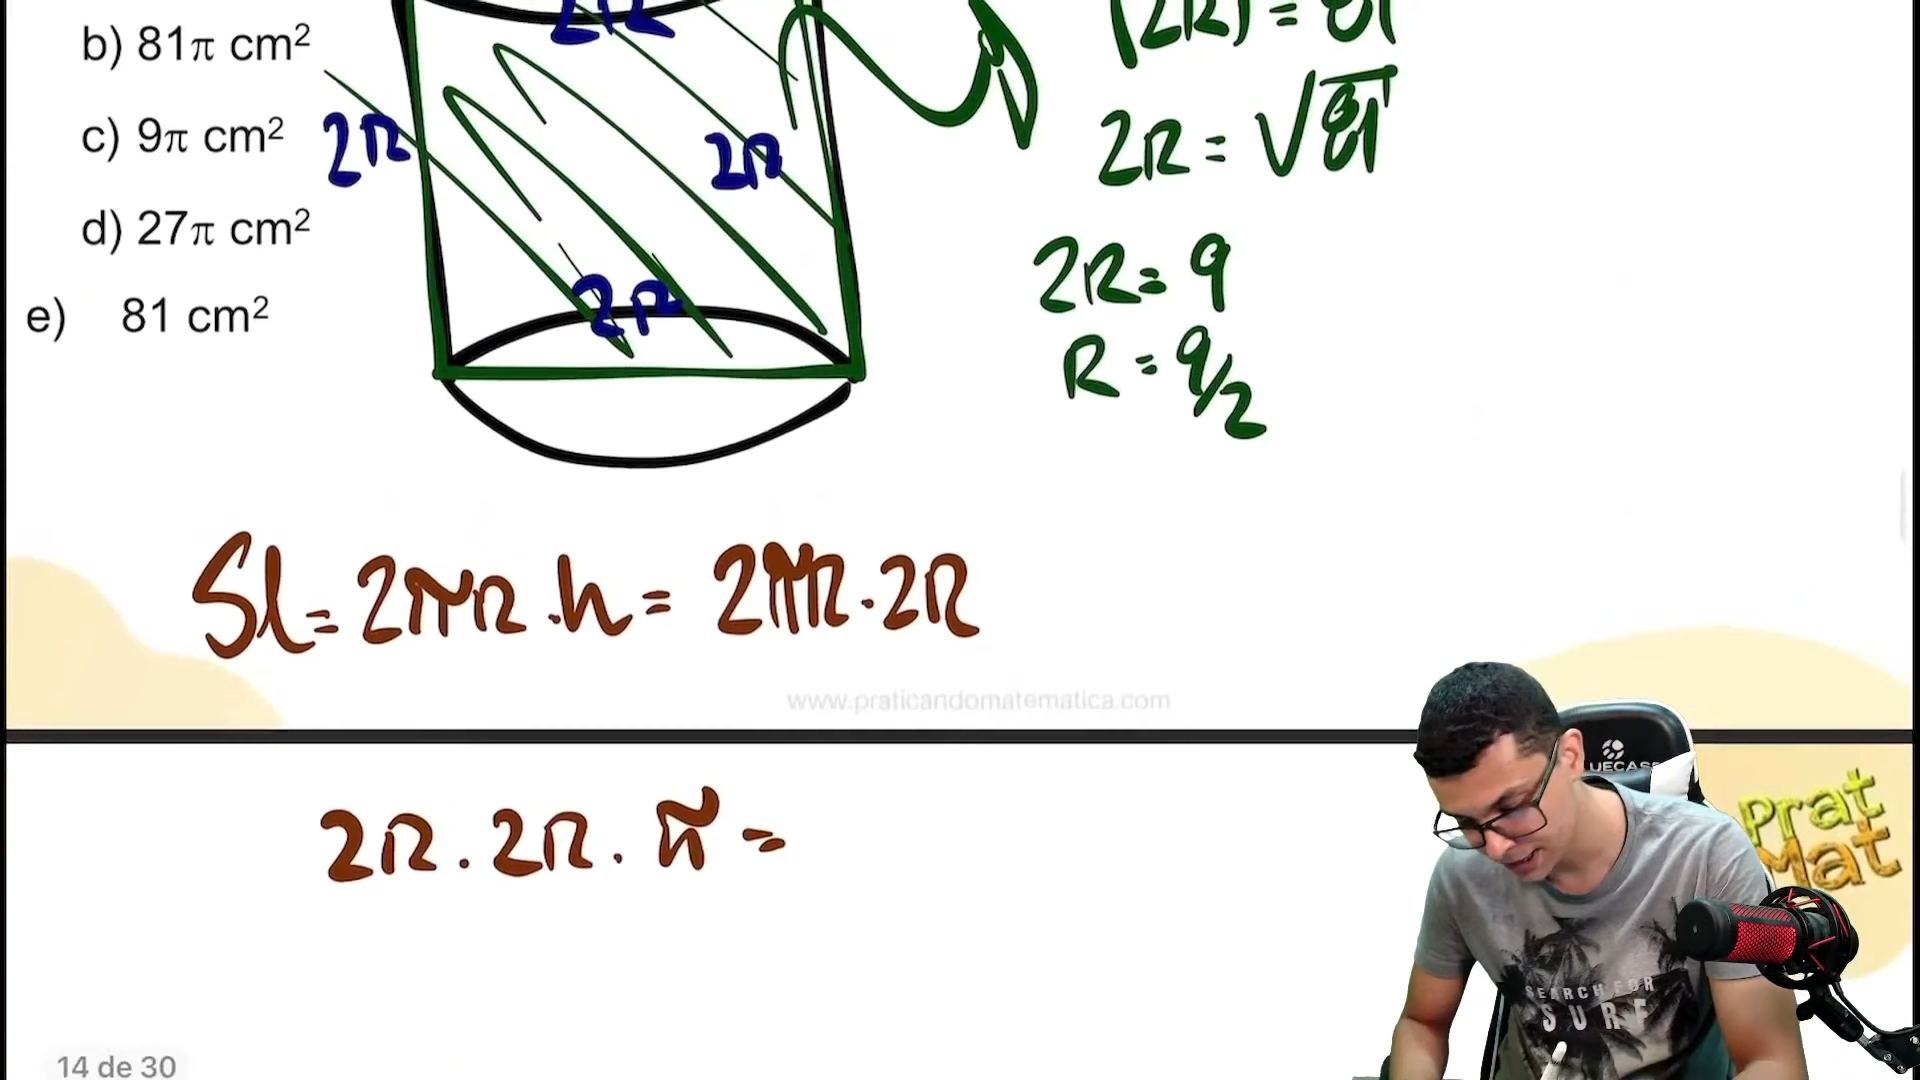 b) 81π cm²
c) 9π cm²
d) 27π cm²
e) 81 cm²
2R
2R
2R
2R
(2R)² = 81
2R = √81
2R = 9
R = 9/2
Sl = 2πR . h = 2πR . 2R
www.praticandomatematica.com
2R . 2R . π =
Prat
Mat
SEARCH FOR
SURF
14 de 30